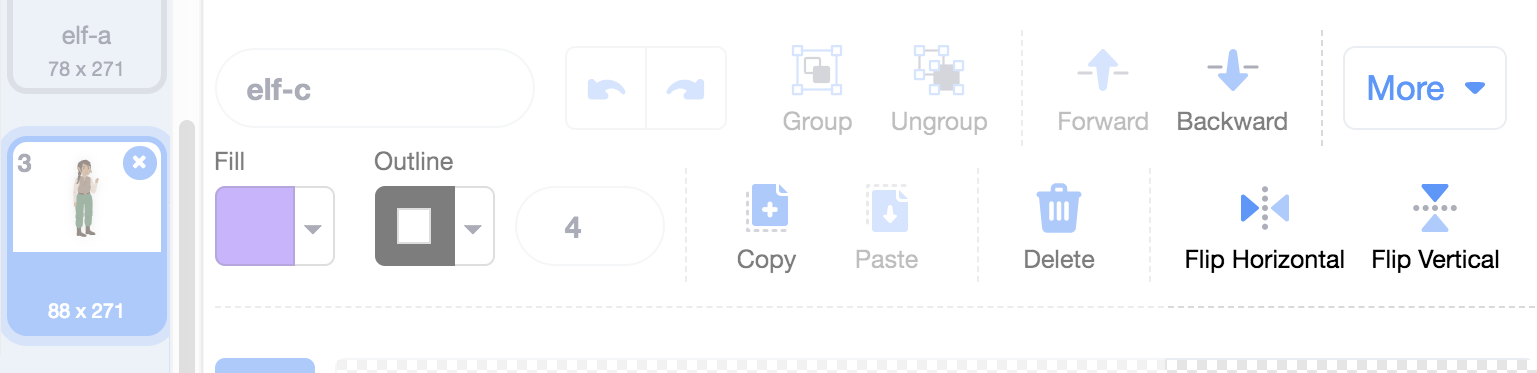 elf-a
78 x 271
3
88 x 271
elf-c
Group
Ungroup
Forward
Backward
More
Fill
Outline
4
Copy
Paste
Delete
Flip Horizontal
Flip Vertical